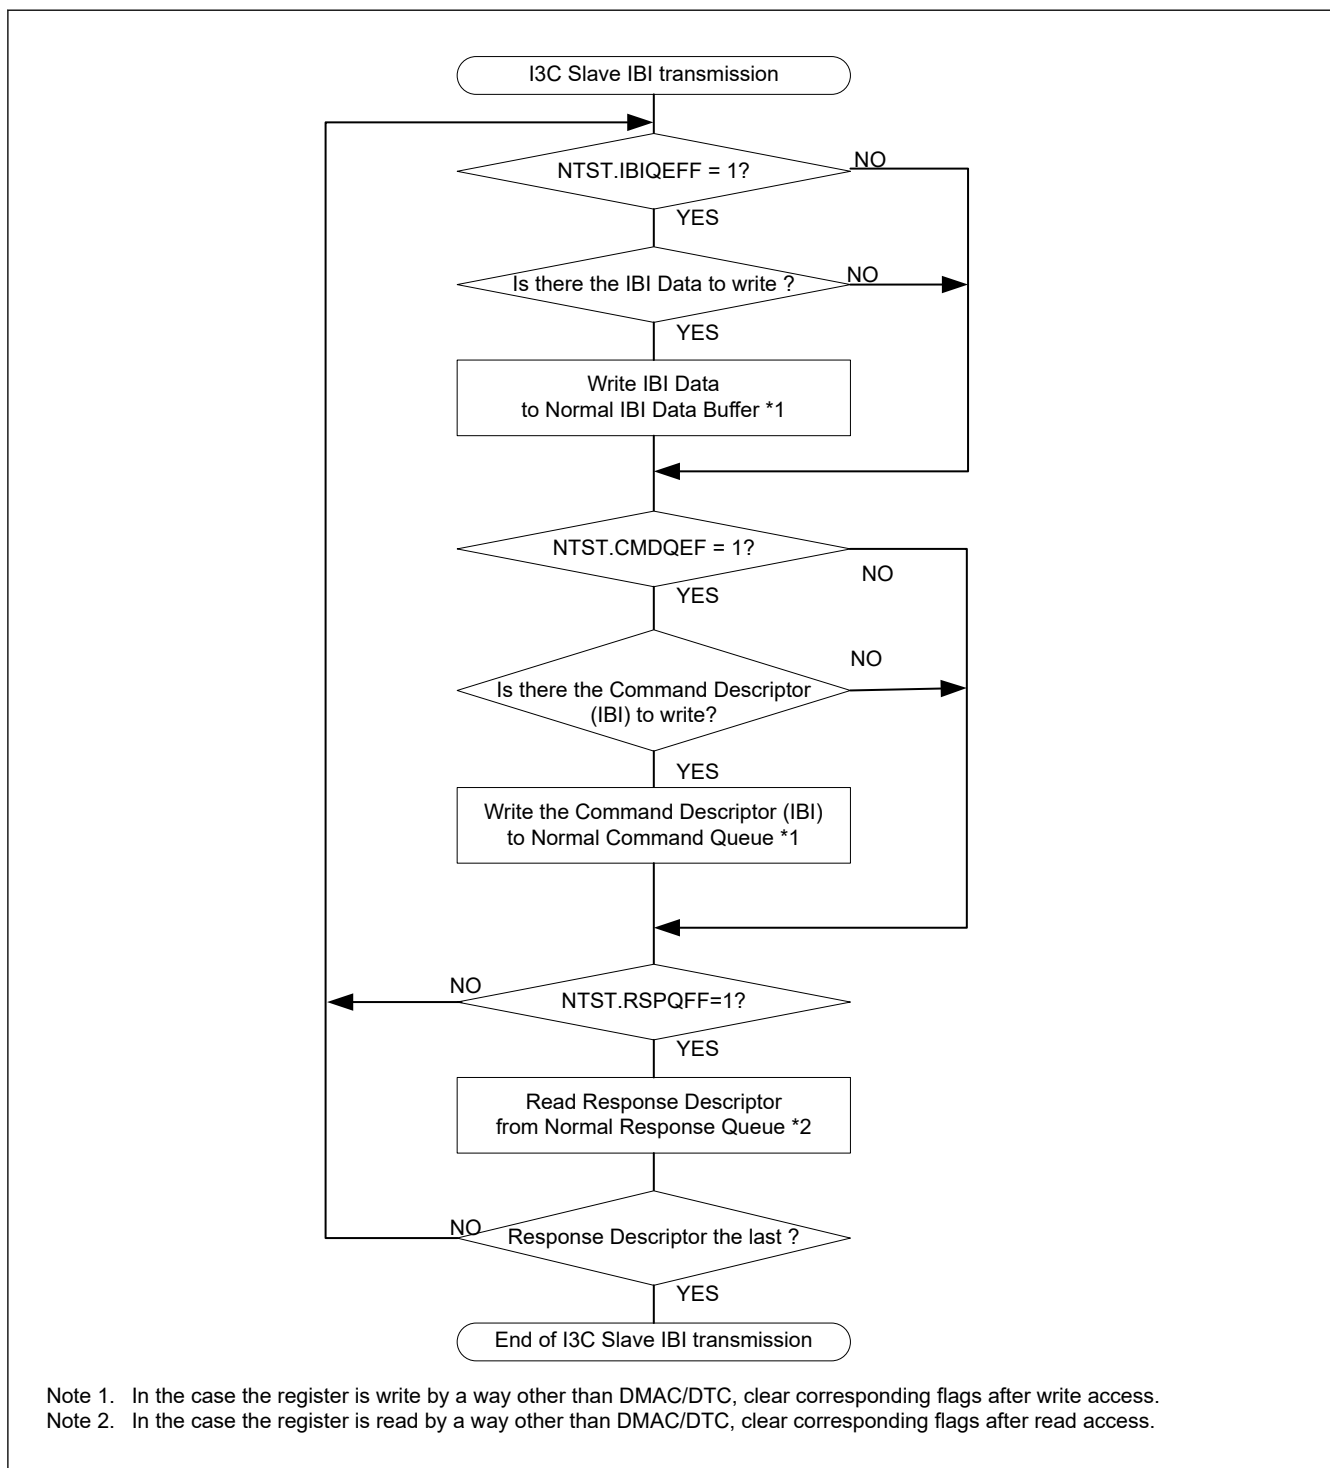 I3C Slave IBI transmission
NTST.IBIQEFF = 1?
NO
YES
Is there the IBI Data to write ?
NO
YES
Write IBI Data
to Normal IBI Data Buffer *1
NTST.CMDQEF = 1?
NO
YES
NO
Is there the Command Descriptor
(IBI) to write?
YES
Write the Command Descriptor (IBI)
to Normal Command Queue *1
NO
NTST.RSPQFF=1?
YES
Read Response Descriptor
from Normal Response Queue *2
NO
Response Descriptor the last ?
YES
End of I3C Slave IBI transmission
Note 1. In the case the register is write by a way other than DMAC/DTC, clear corresponding flags after write access.
Note 2. In the case the register is read by a way other than DMAC/DTC, clear corresponding flags after read access.